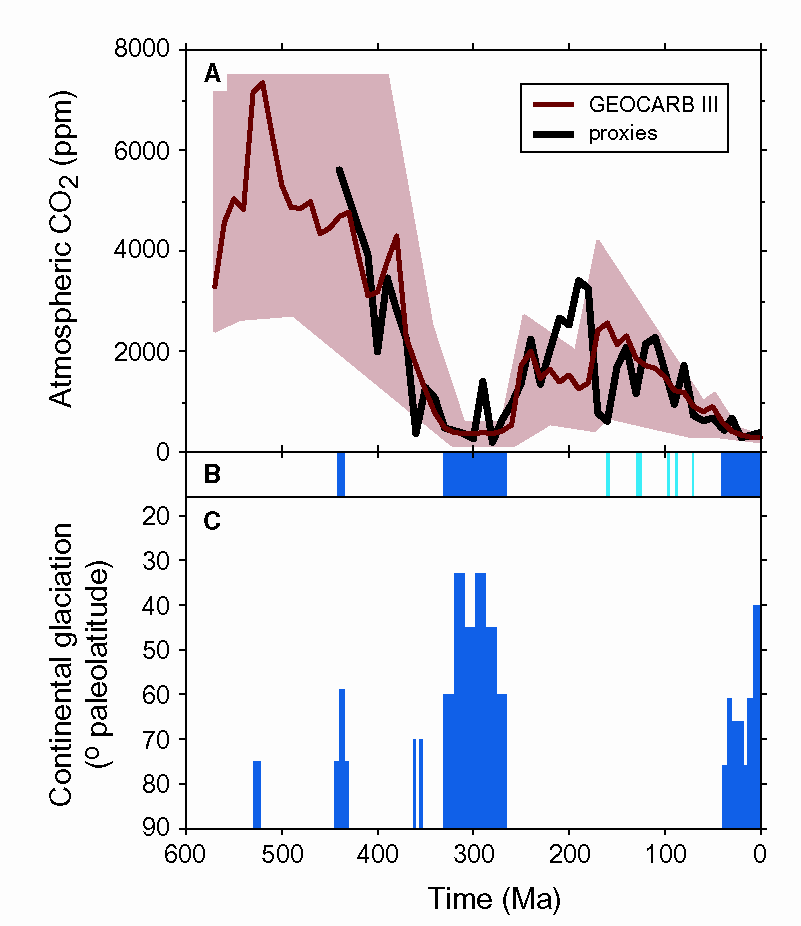 8000
6000
4000
2000
0
Atmospheric CO2 (ppm)
A
GEOCARB III
proxies
B
C
20
30
40
50
60
70
80
90
Continental glaciation
(o paleolatitude)
600 500 400 300 200 100 0
Time (Ma)